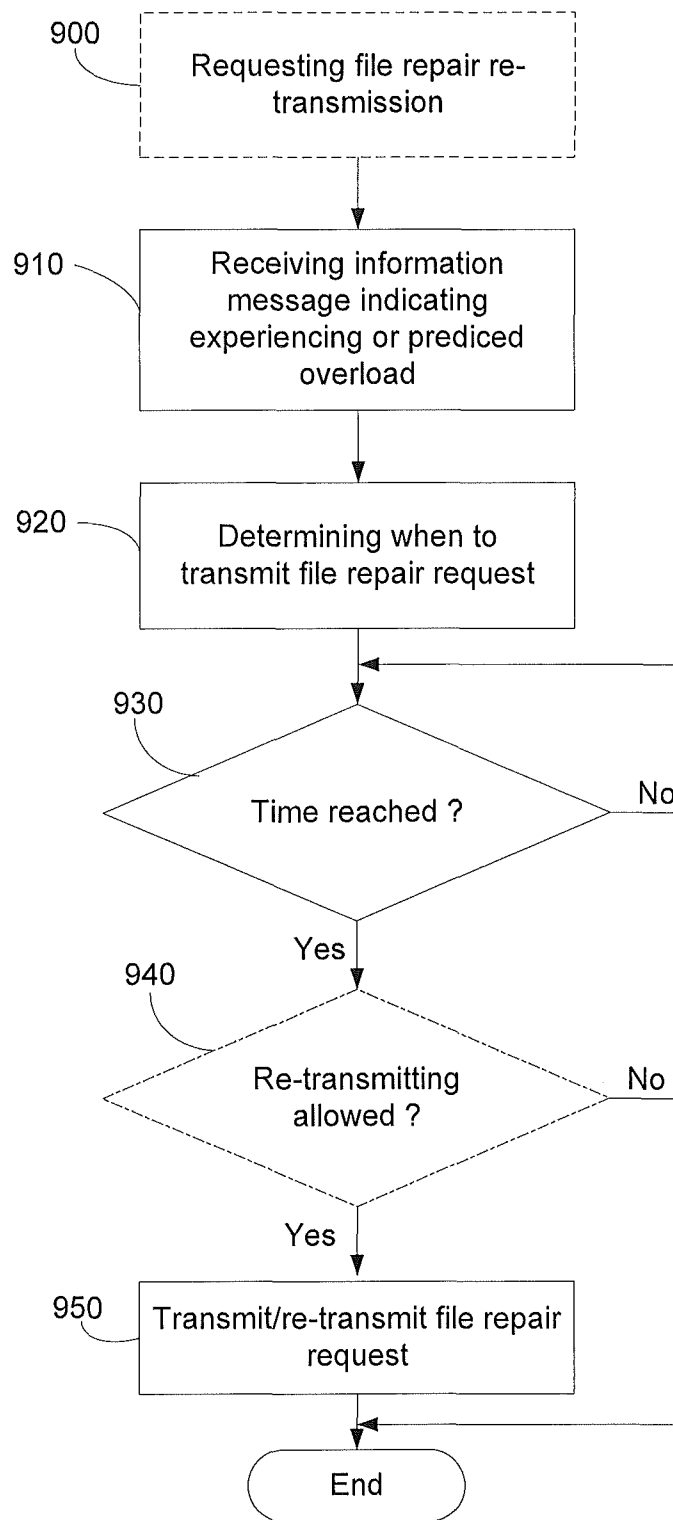 900
Requesting file repair re-
transmission
910
Receiving information
message indicating
experiencing or prediced
overload
920
Determining when to
transmit file repair request
930
Time reached ?
No
Yes
940
Re-transmitting
allowed ?
No
Yes
950
Transmit/re-transmit file repair
request
End